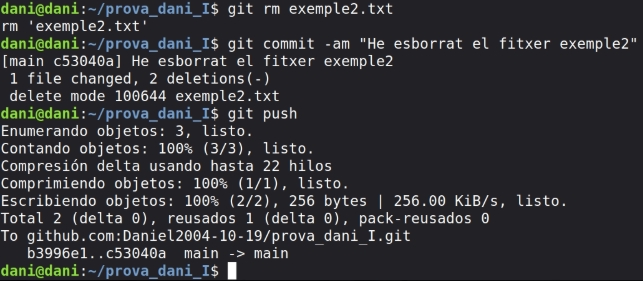 dani@dani:~/prova_dani_I$ git rm exemple2.txt
rm 'exemple2.txt'
dani@dani:~/prova_dani_I$ git commit -am "He esborrat el fitxer exemple2"
[main c53040a] He esborrat el fitxer exemple2
 1 file changed, 2 deletions(-)
 delete mode 100644 exemple2.txt
dani@dani:~/prova_dani_I$ git push
Enumerando objetos: 3, listo.
Contando objetos: 100% (3/3), listo.
Compresión delta usando hasta 22 hilos
Comprimiendo objetos: 100% (1/1), listo.
Escribiendo objetos: 100% (2/2), 256 bytes | 256.00 KiB/s, listo.
Total 2 (delta 0), reusados 1 (delta 0), pack-reusados 0
To github.com:Daniel2004-10-19/prova_dani_I.git
   b3996e1..c53040a  main -> main
dani@dani:~/prova_dani_I$